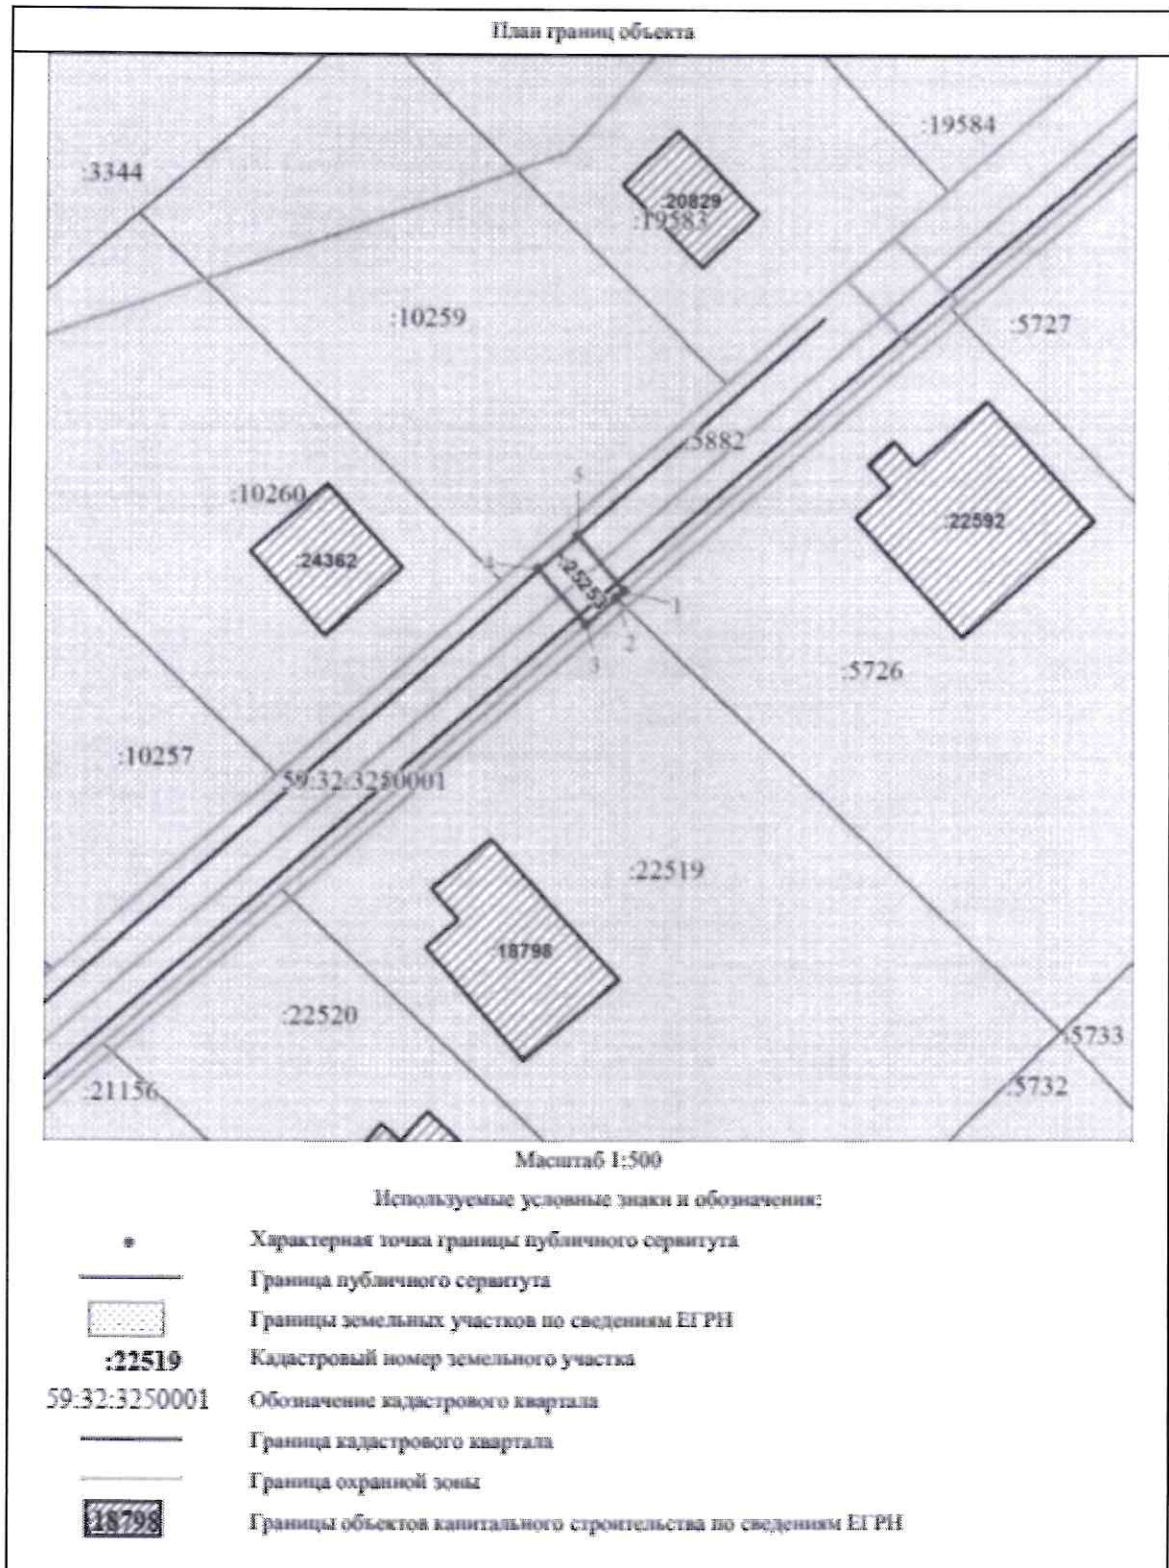 План границ объекта
:19584
:3344
:20829
:19583
:10259
:5727
:5882
:10260
5
:22592
:24362
4
:25253
1
2
3
:5726
:10257
59:32:3250001
:22519
18798
:22520
:5733
:21156
:5732
Масштаб 1:500
Используемые условные знаки и обозначения:
Характерная точка границы публичного сервитута
Граница публичного сервитута
Границы земельных участков по сведениям ЕГРН
:22519 Кадастровый номер земельного участка
59:32:3250001 Обозначение кадастрового квартала
Граница кадастрового квартала
Граница охранной зоны
:18798 Границы объектов капитального строительства по сведениям ЕГРН